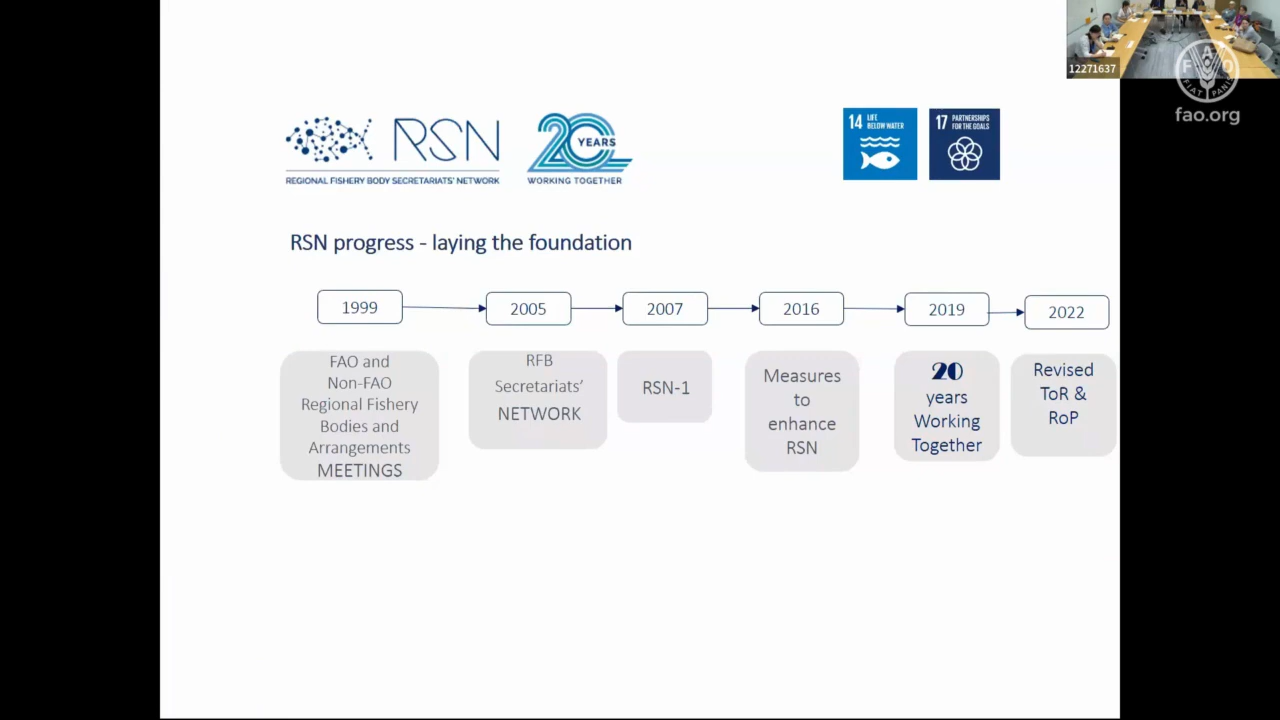 12271637
F A O
FIAT PANIS
fao.org
RSN
REGIONAL FISHERY BODY SECRETARIATS' NETWORK
20 YEARS
WORKING TOGETHER
14 LIFE
BELOW WATER
17 PARTNERSHIPS
FOR THE GOALS
RSN progress - laying the foundation
1999
2005
2007
2016
2019
2022
FAO and
Non-FAO
Regional Fishery
Bodies and
Arrangements
MEETINGS
RFB
Secretariats’
NETWORK
RSN-1
Measures
to
enhance
RSN
20
years
Working
Together
Revised
ToR &
RoP